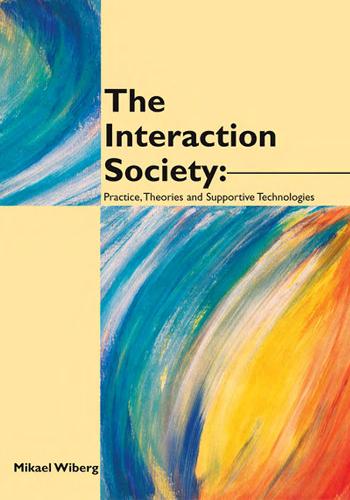 The
Interaction
Society:
Practice, Theories and Supportive Technologies
Mikael Wiberg